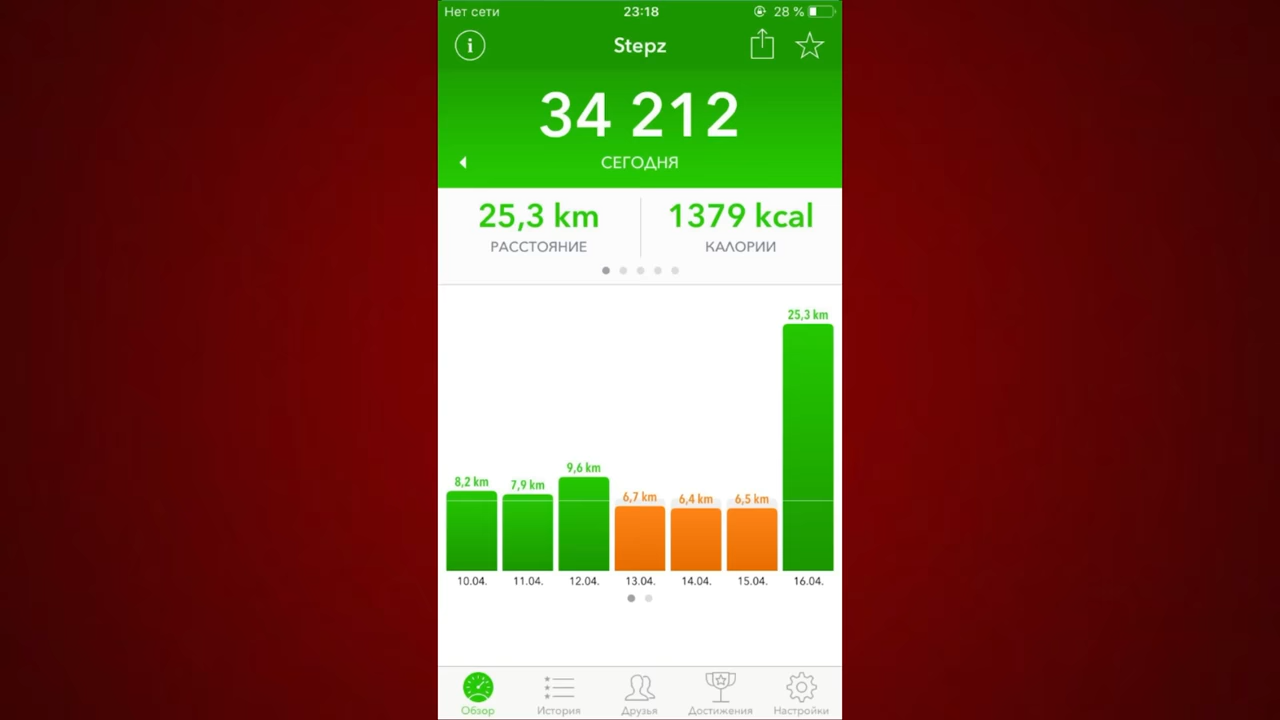 Нет сети 23:18 28 %
i Stepz
34 212
СЕГОДНЯ
25,3 km 1379 kcal
РАССТОЯНИЕ КАЛОРИИ
25,3 km
9,6 km
8,2 km 7,9 km
6,7 km 6,4 km 6,5 km
10.04. 11.04. 12.04. 13.04. 14.04. 15.04. 16.04.
Обзор История Друзья Достижения Настройки